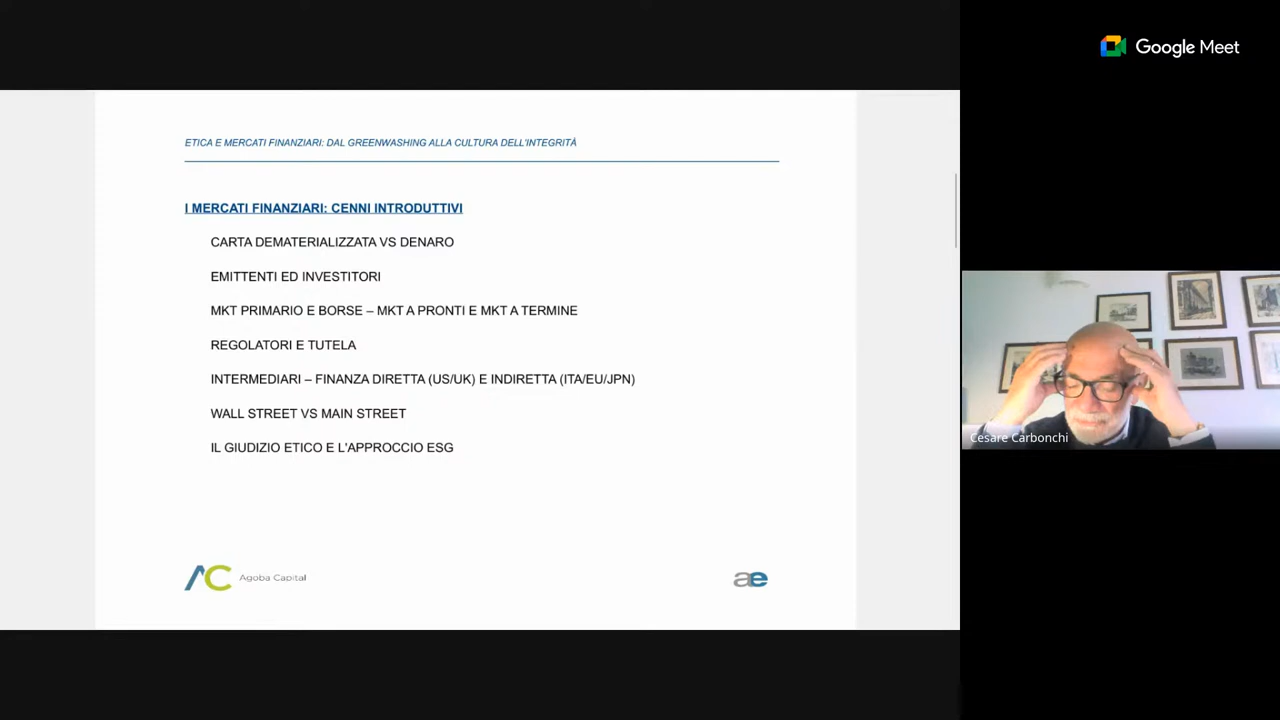 Google Meet
ETICA E MERCATI FINANZIARI: DAL GREENWASHING ALLA CULTURA DELL'INTEGRITÀ
I MERCATI FINANZIARI: CENNI INTRODUTTIVI
CARTA DEMATERIALIZZATA VS DENARO
EMITTENTI ED INVESTITORI
MKT PRIMARIO E BORSE – MKT A PRONTI E MKT A TERMINE
REGOLATORI E TUTELA
INTERMEDIARI – FINANZA DIRETTA (US/UK) E INDIRETTA (ITA/EU/JPN)
WALL STREET VS MAIN STREET
IL GIUDIZIO ETICO E L'APPROCCIO ESG
AC Agoba Capital
ae
Cesare Carbonchi